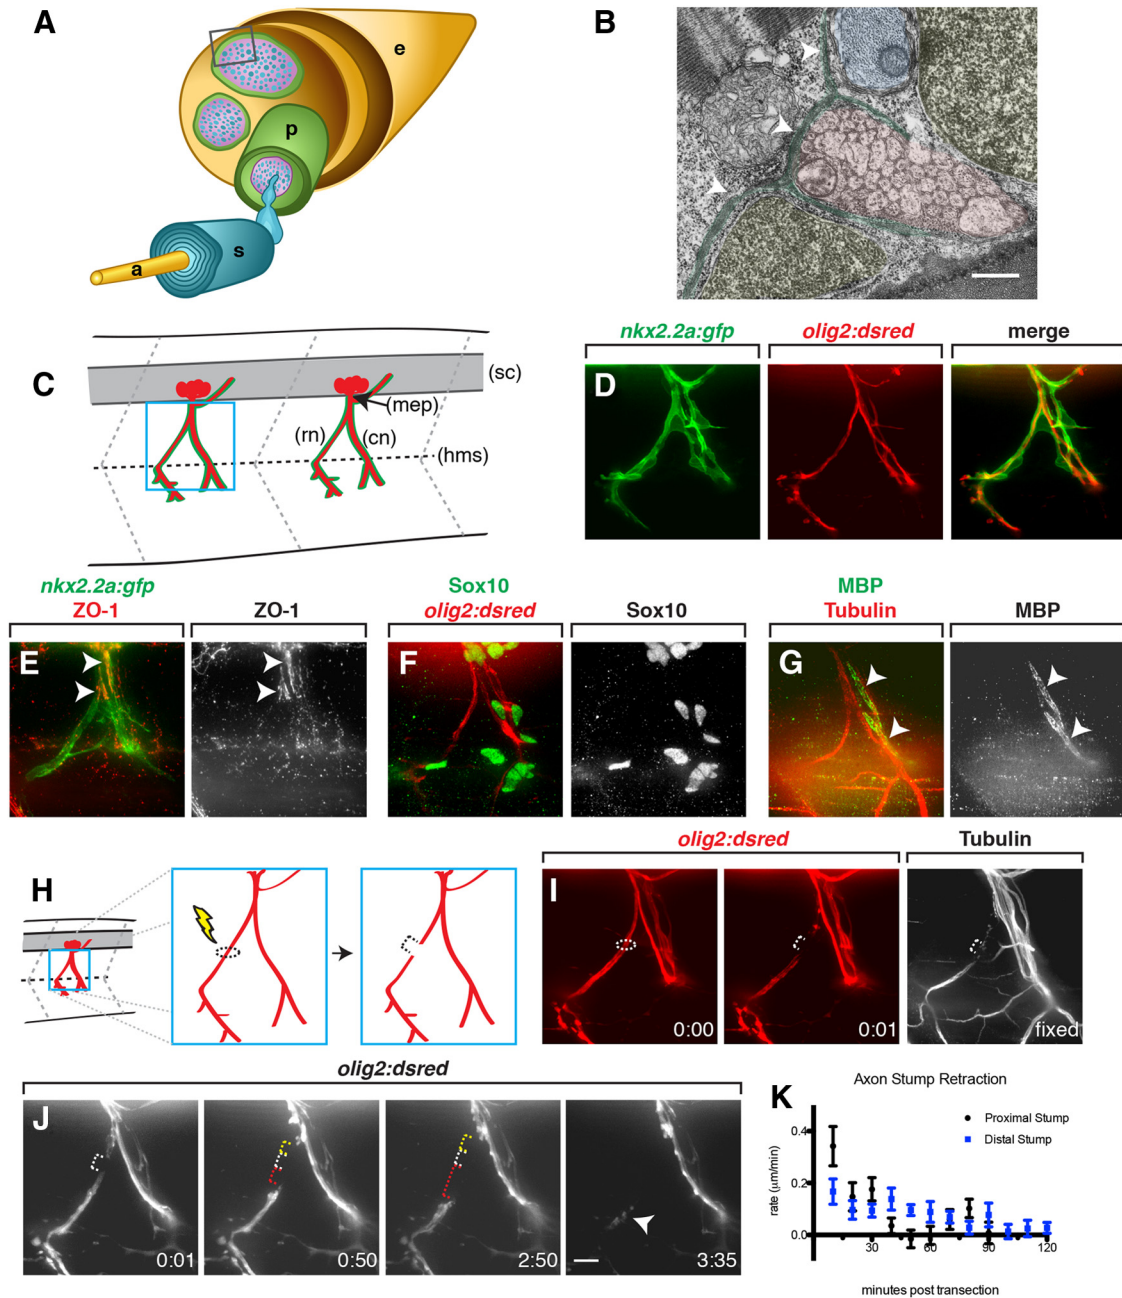 A
e
p
s
a
B
C
(sc)
(mep)
(rn)
(cn)
(hms)
nkx2.2a:gfp
olig2:dsred
merge
D
nkx2.2a:gfp
ZO-1
ZO-1
E
Sox10
olig2:dsred
Sox10
F
MBP
Tubulin
MBP
G
H
olig2:dsred
Tubulin
I
0:00
0:01
fixed
olig2:dsred
J
0:01
0:50
2:50
3:35
K
Axon Stump Retraction
Proximal Stump
Distal Stump
rate (μm/min)
0.4
0.2
0.0
30
60
90
120
minutes post transection